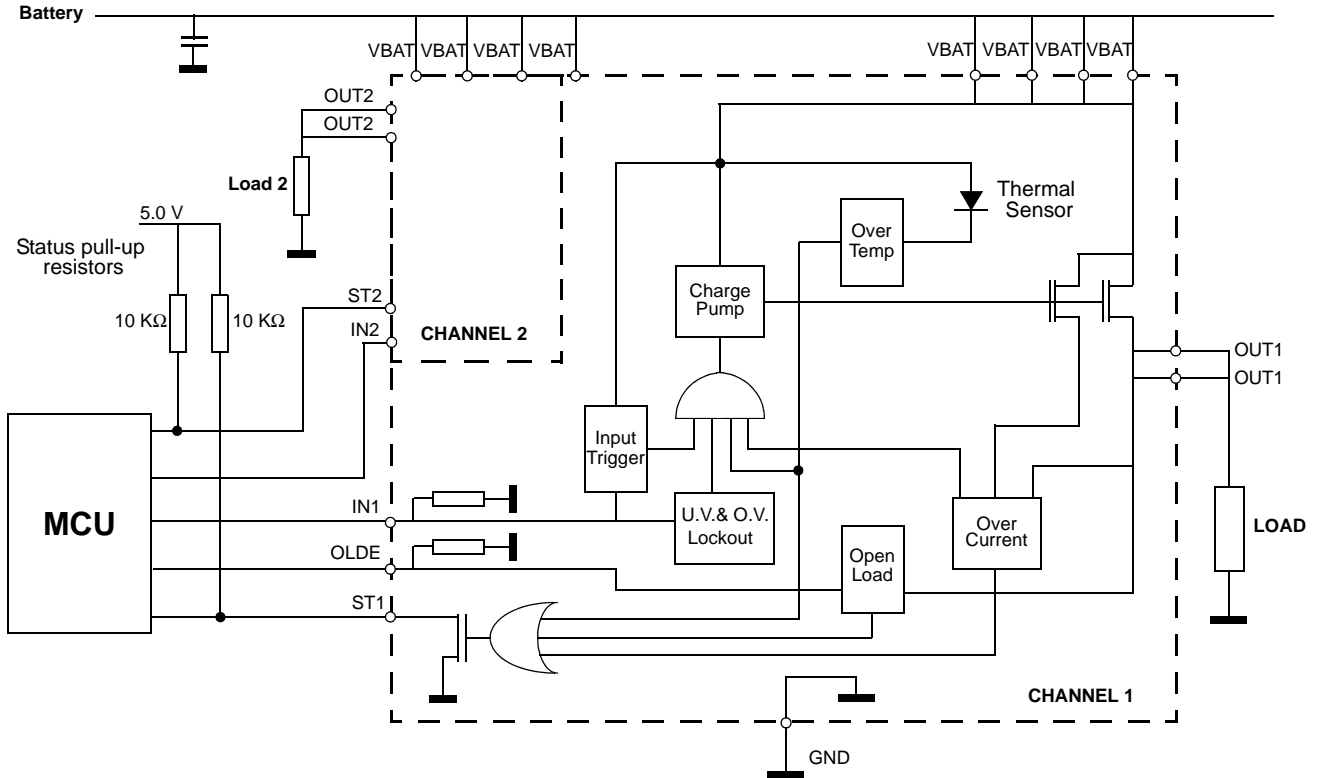 Battery
VBAT VBAT VBAT VBAT
VBAT VBAT VBAT VBAT
OUT2
OUT2
Load 2
5.0 V
Status pull-up
resistors
10 KΩ
10 KΩ
ST2
IN2
CHANNEL 2
Thermal
Sensor
Over
Temp
Charge
Pump
OUT1
OUT1
Input
Trigger
MCU
IN1
U.V.& O.V.
Lockout
Over
Current
LOAD
OLDE
Open
Load
ST1
CHANNEL 1
GND